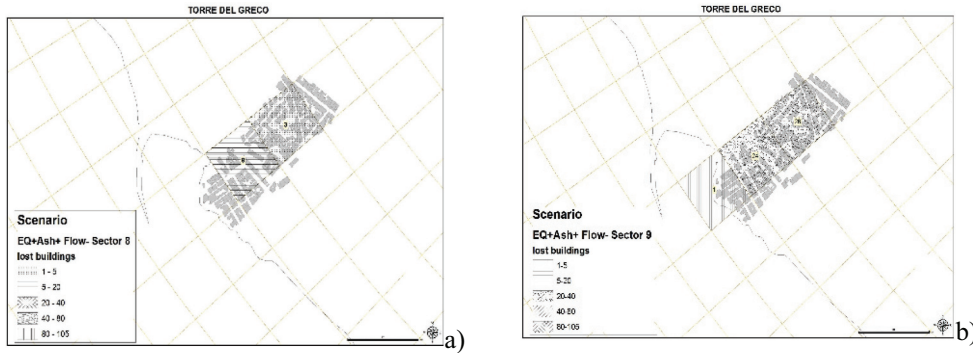 TORRE DEL GRECO
3
Scenario
EQ+Ash+ Flow- Sector 8
lost buildings
1 - 5
5 - 20
20 - 40
40 - 80
80 - 105
a)
TORRE DEL GRECO
1
Scenario
EQ+Ash+ Flow- Sector 9
lost buildings
1-5
5-20
20-40
40-80
80-105
b)